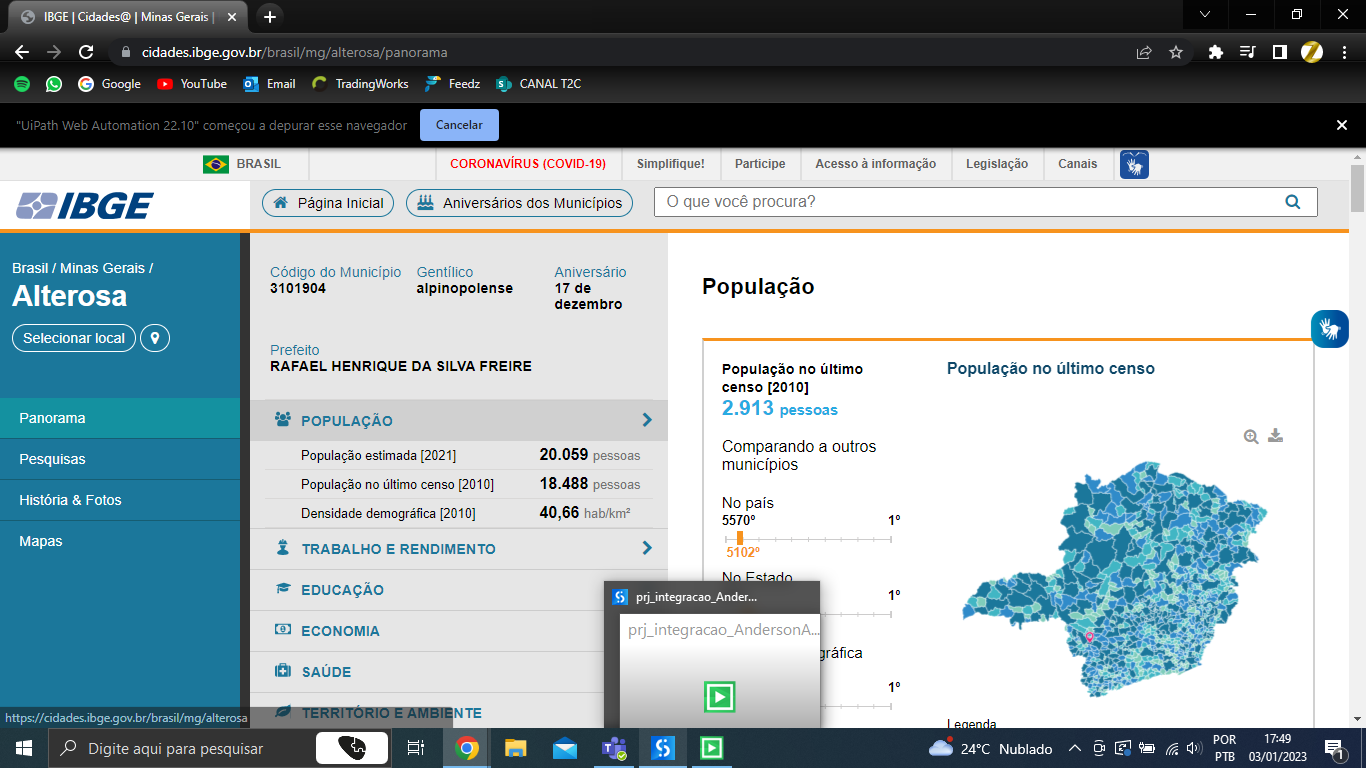 IBGE | Cidades@ | Minas Gerais |
cidades.ibge.gov.br/brasil/mg/alterosa/panorama
Google
YouTube
Email
TradingWorks
Feedz
CANAL T2C
"UiPath Web Automation 22.10" começou a depurar esse navegador
Cancelar
BRASIL
CORONAVÍRUS (COVID-19)
Simplifique!
Participe
Acesso à informação
Legislação
Canais
IBGE
Página Inicial
Aniversários dos Municípios
O que você procura?
Brasil / Minas Gerais /
Alterosa
Selecionar local
Panorama
Pesquisas
História & Fotos
Mapas
Código do Município
3101904
Gentílico
alpinopolense
Aniversário
17 de
dezembro
Prefeito
RAFAEL HENRIQUE DA SILVA FREIRE
POPULAÇÃO
População estimada [2021] 20.059 pessoas
População no último censo [2010] 18.488 pessoas
Densidade demográfica [2010] 40,66 hab/km²
TRABALHO E RENDIMENTO
EDUCAÇÃO
ECONOMIA
SAÚDE
TERRITÓRIO E AMBIENTE
População
População no último
censo [2010]
2.913 pessoas
Comparando a outros
municípios
No país
5570º 1º
5102º
No Estado
1º
gráfica
1º
População no último censo
Legenda
prj_integracao_Ander...
prj_integracao_AndersonA...
https://cidades.ibge.gov.br/brasil/mg/alterosa
Digite aqui para pesquisar
24°C Nublado
POR
PTB
17:49
03/01/2023
1